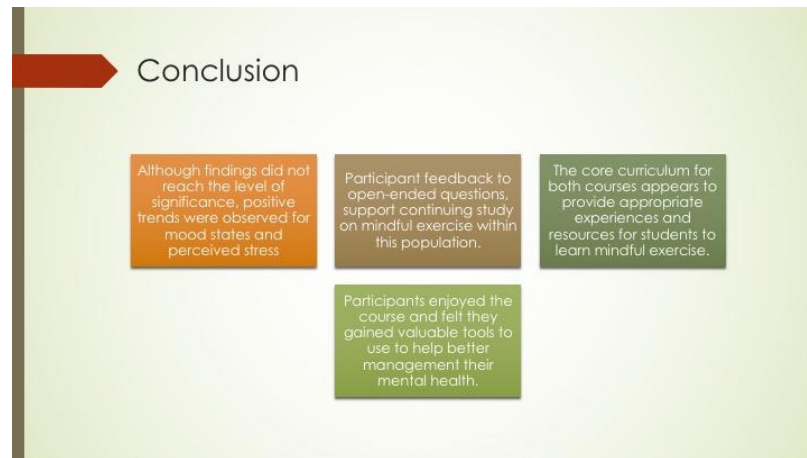 Conclusion
Although findings did not
reach the level of
significance, positive
trends were observed for
mood states and
perceived stress
Participant feedback to
open-ended questions,
support continuing study
on mindful exercise within
this population.
The core curriculum for
both courses appears to
provide appropriate
experiences and
resources for students to
learn mindful exercise.
Participants enjoyed the
course and felt they
gained valuable tools to
use to help better
management their
mental health.